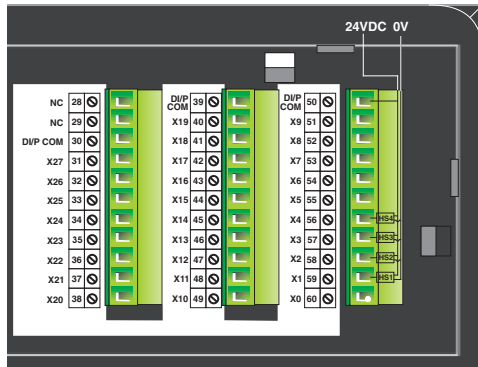 24VDC 0V
NC 28
NC 29
DI/P COM 30
X27 31
X26 32
X25 33
X24 34
X23 35
X22 36
X21 37
X20 38
DI/P
COM 39
X19 40
X18 41
X17 42
X16 43
X15 44
X14 45
X13 46
X12 47
X11 48
X10 49
DI/P
COM 50
X9 51
X8 52
X7 53
X6 54
X5 55
X4 56 HS4
X3 57 HS3
X2 58 HS2
X1 59 HS1
X0 60